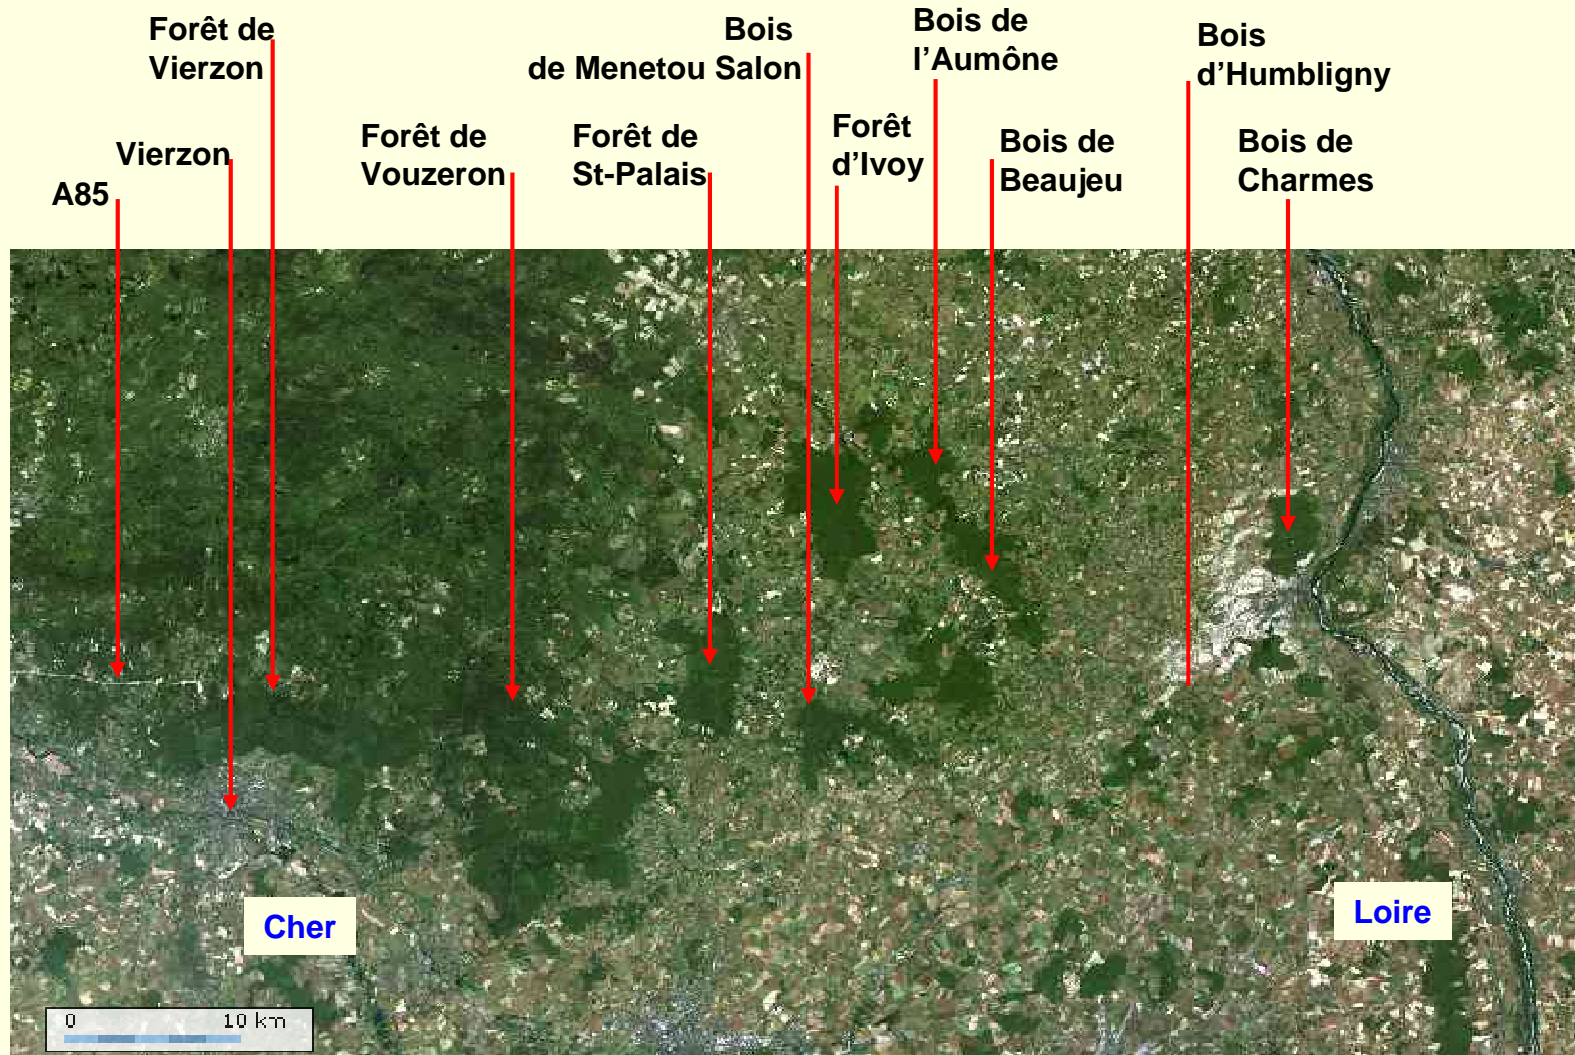 Forêt de
Vierzon
Bois
de Menetou Salon
Bois de
l'Aumône
Bois
d'Humbligny
Vierzon
A85
Forêt de
Vouzeron
Forêt de
St-Palais
Forêt
d'Ivoy
Bois de
Beaujeu
Bois de
Charmes
Cher
Loire
0 10 km